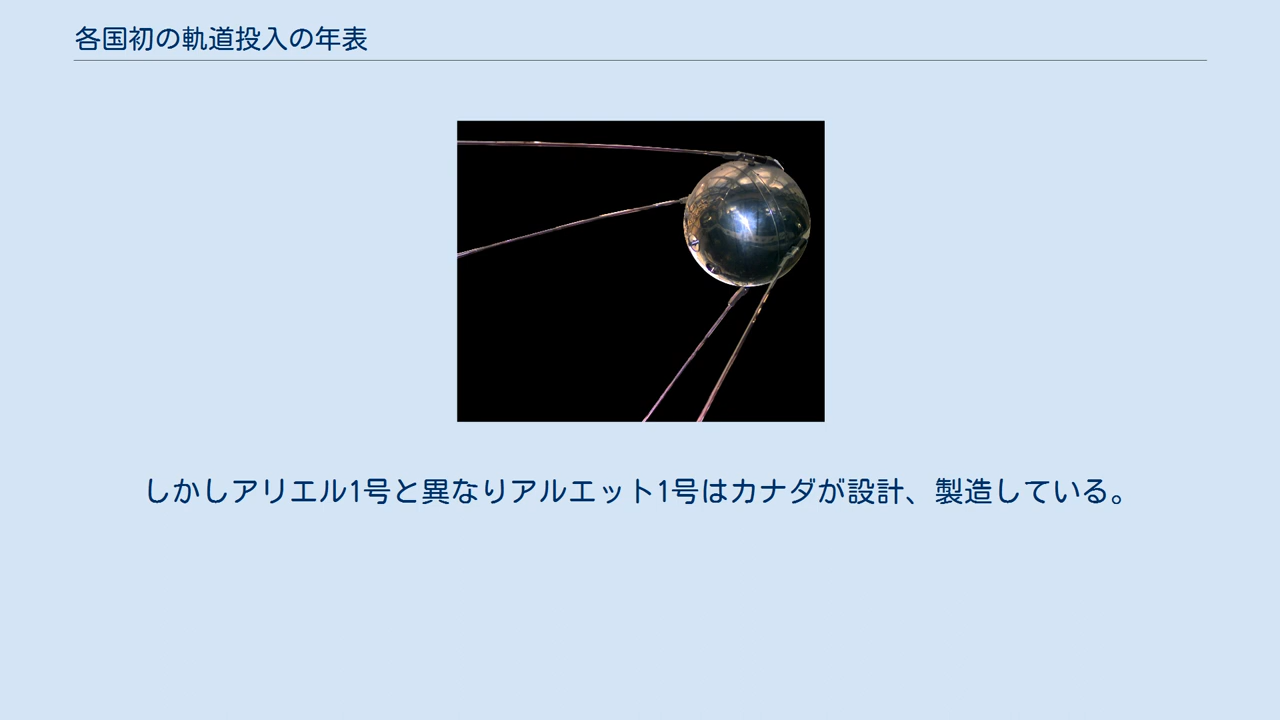 各国初の軌道投入の年表
しかしアリエル1号と異なりアルエット1号はカナダが設計、製造している。